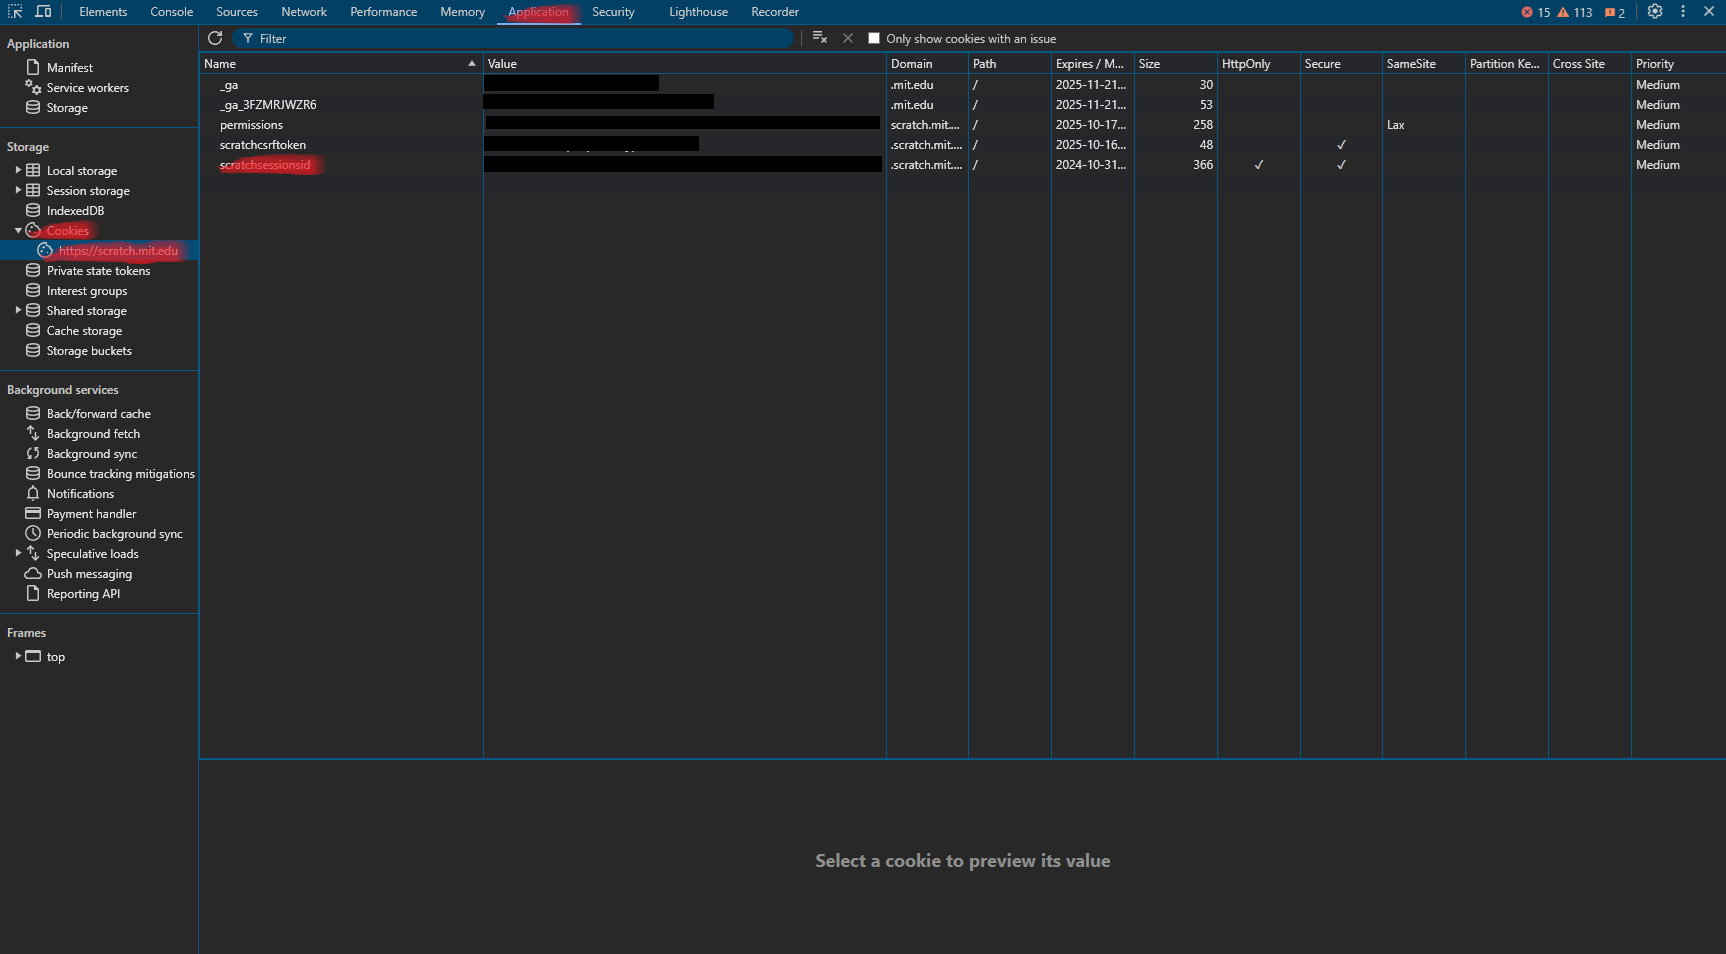 Elements Console Sources Network Performance Memory Application Security Lighthouse Recorder 15 113 2
Application
Manifest
Service workers
Storage
Storage
Local storage
Session storage
IndexedDB
Cookies
https://scratch.mit.edu
Private state tokens
Interest groups
Shared storage
Cache storage
Storage buckets
Background services
Back/forward cache
Background fetch
Background sync
Bounce tracking mitigations
Notifications
Payment handler
Periodic background sync
Speculative loads
Push messaging
Reporting API
Frames
top
Filter Only show cookies with an issue
Name Value Domain Path Expires / M... Size HttpOnly Secure SameSite Partition Ke... Cross Site Priority
_ga .mit.edu / 2025-11-21... 30 Medium
_ga_3FZMRJWZR6 .mit.edu / 2025-11-21... 53 Medium
permissions scratch.mit.... / 2025-10-17... 258 Lax Medium
scratchcsrftoken .scratch.mit.... / 2025-10-16... 48 ✓ Medium
scratchsessionsid .scratch.mit.... / 2024-10-31... 366 ✓ ✓ Medium
Select a cookie to preview its value